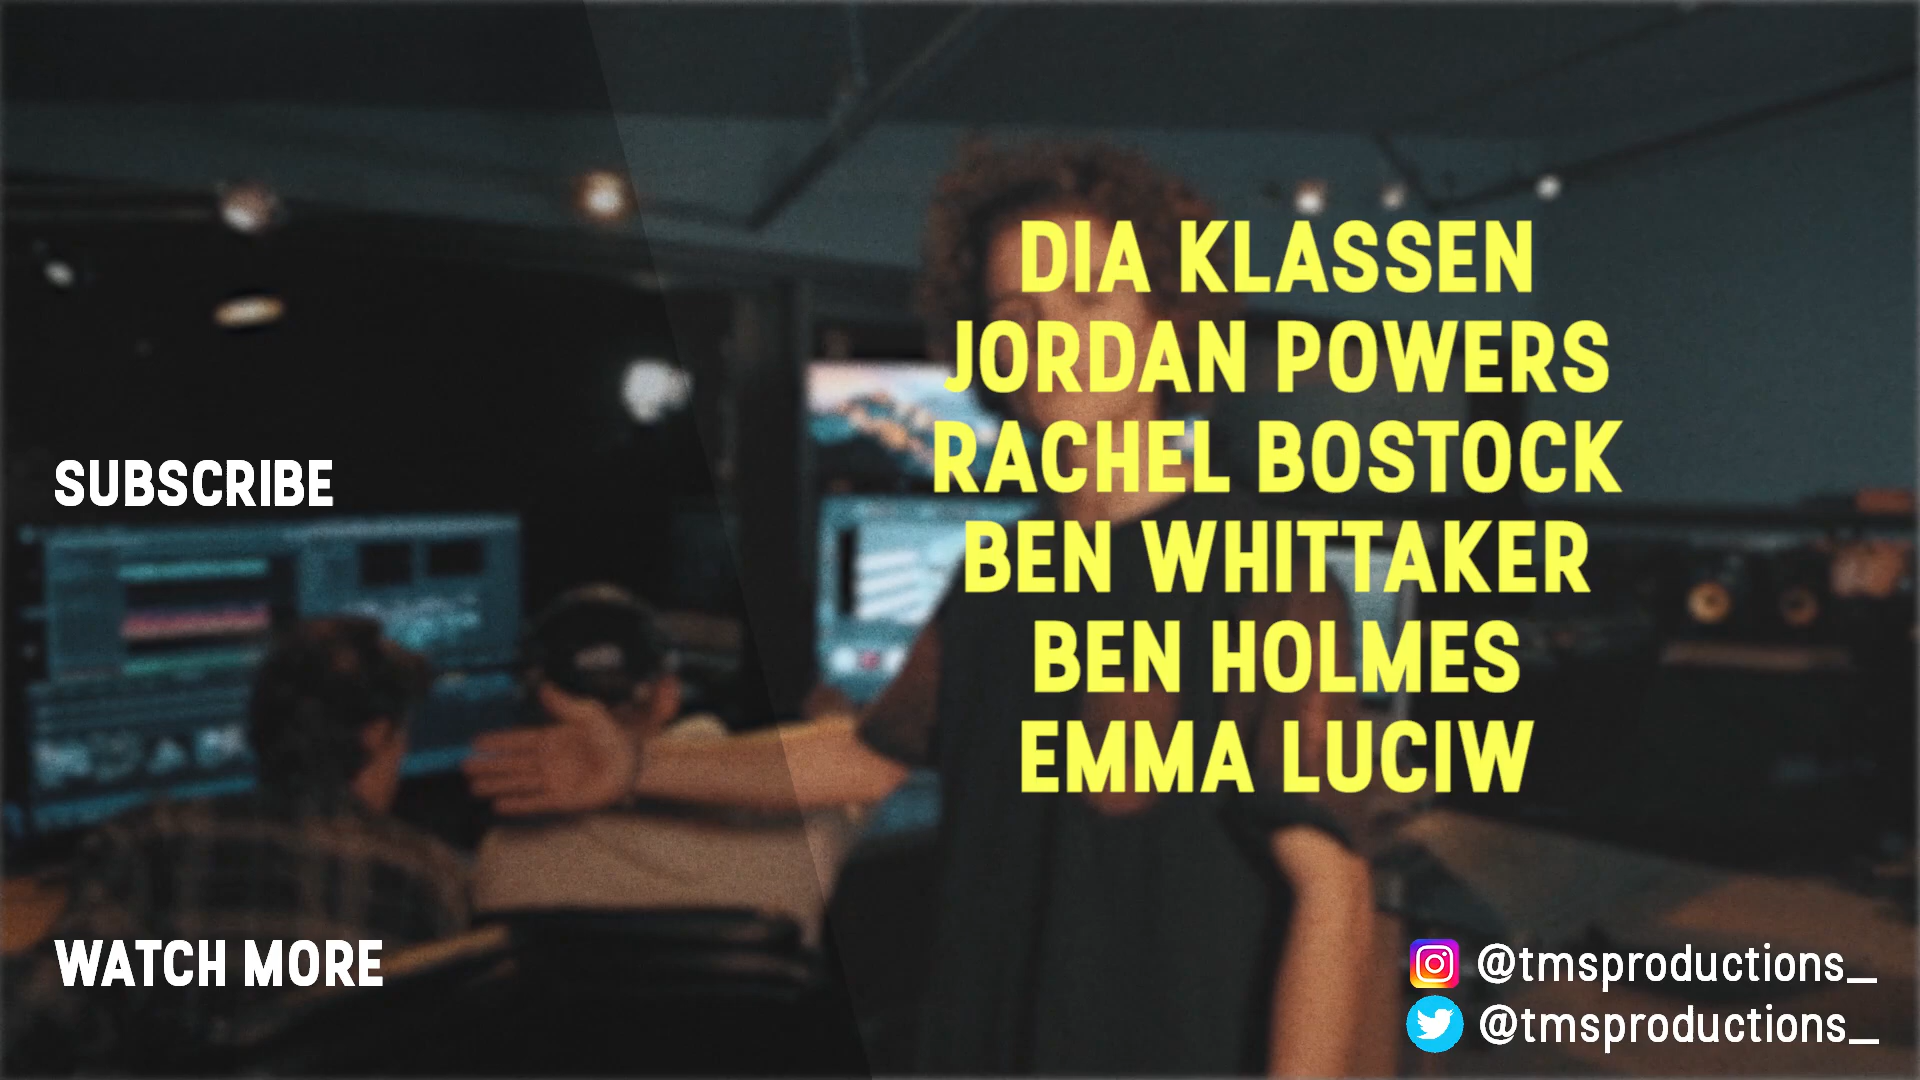 DIA KLASSEN
JORDAN POWERS
RACHEL BOSTOCK
BEN WHITTAKER
BEN HOLMES
EMMA LUCIW
SUBSCRIBE
WATCH MORE
@tmsproductions_
@tmsproductions_